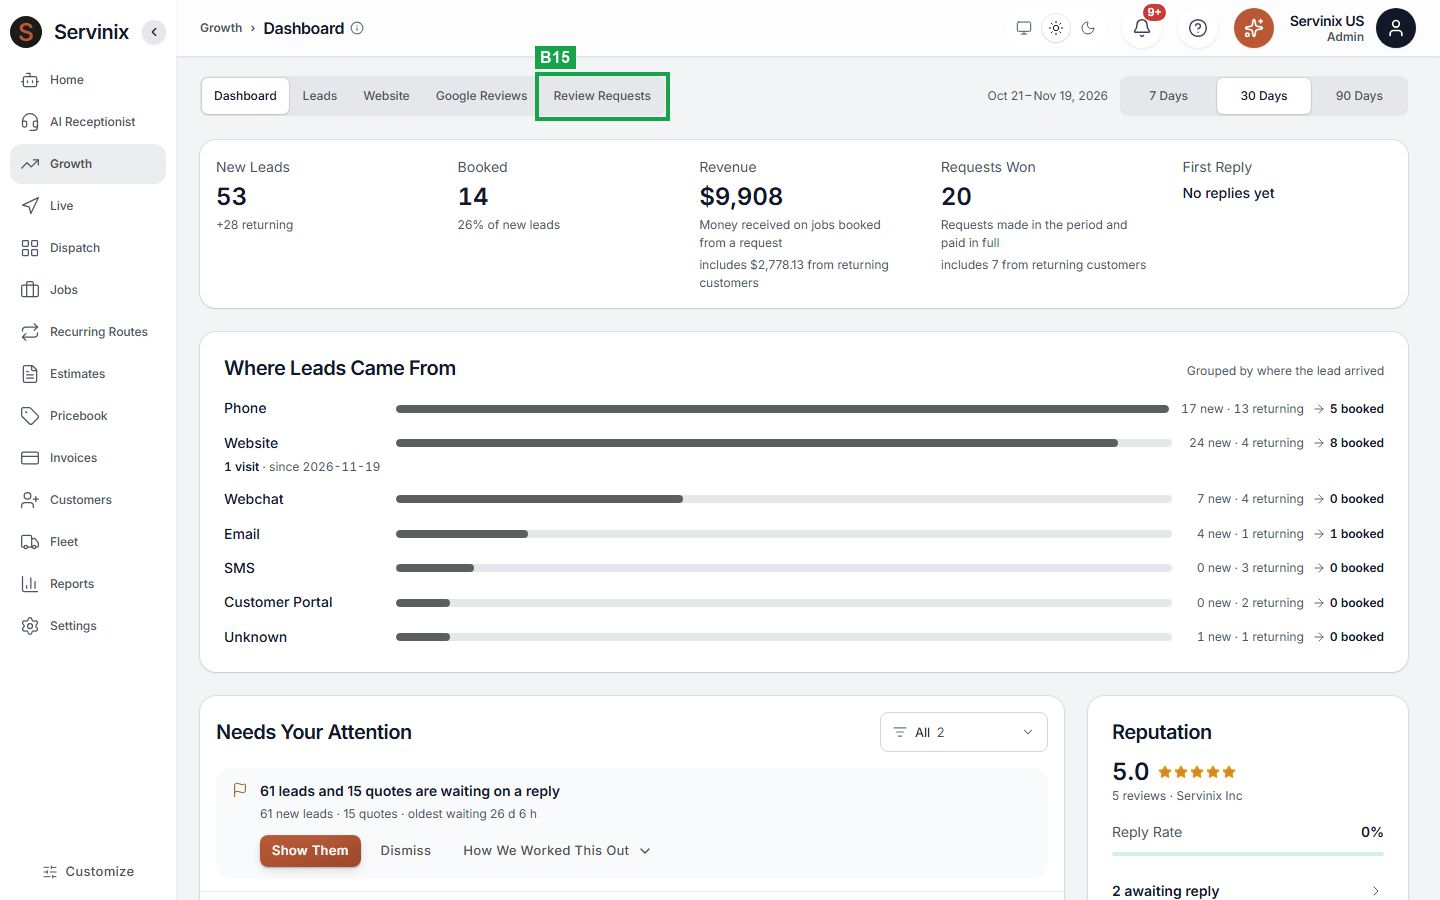 Servinix
Home
AI Receptionist
Growth
Live
Dispatch
Jobs
Recurring Routes
Estimates
Pricebook
Invoices
Customers
Fleet
Reports
Settings
Customize
Growth › Dashboard
9+
Servinix US
Admin
B15
Dashboard
Leads
Website
Google Reviews
Review Requests
Oct 21 – Nov 19, 2026
7 Days
30 Days
90 Days
New Leads
53
+28 returning
Booked
14
26% of new leads
Revenue
$9,908
Money received on jobs booked
from a request
includes $2,778.13 from returning
customers
Requests Won
20
Requests made in the period and
paid in full
includes 7 from returning customers
First Reply
No replies yet
Where Leads Came From
Grouped by where the lead arrived
Phone
17 new · 13 returning → 5 booked
Website
24 new · 4 returning → 8 booked
1 visit · since 2026-11-19
Webchat
7 new · 4 returning → 0 booked
Email
4 new · 1 returning → 1 booked
SMS
0 new · 3 returning → 0 booked
Customer Portal
0 new · 2 returning → 0 booked
Unknown
1 new · 1 returning → 0 booked
Needs Your Attention
All 2
61 leads and 15 quotes are waiting on a reply
61 new leads · 15 quotes · oldest waiting 26 d 6 h
Show Them
Dismiss
How We Worked This Out
Reputation
5.0
5 reviews · Servinix Inc
Reply Rate
0%
2 awaiting reply